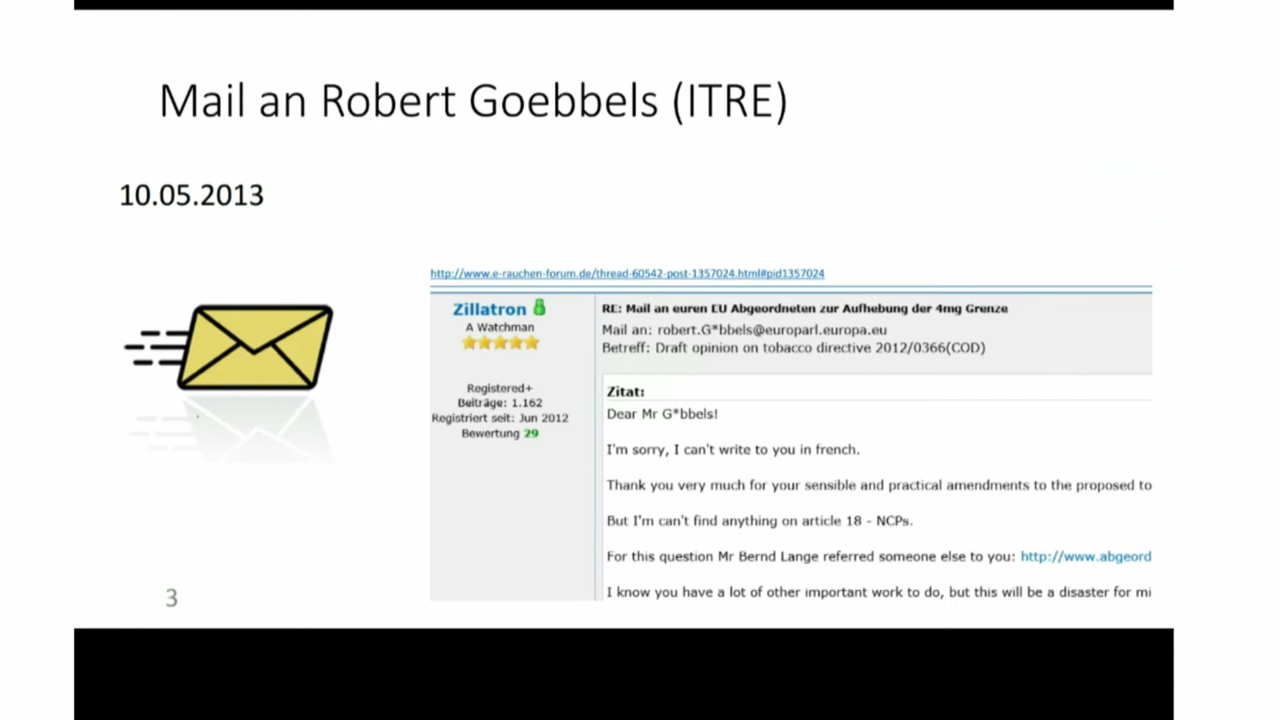 Mail an Robert Goebbels (ITRE)
10.05.2013
http://www.e-rauchen-forum.de/thread-60542-post-1357024.html#pid1357024
Zillatron
A Watchman
Registered+
Beiträge: 1.162
Registriert seit: Jun 2012
Bewertung 29
RE: Mail an euren EU Abgeordneten zur Aufhebung der 4mg Grenze
Mail an: robert.G*bbels@europarl.europa.eu
Betreff: Draft opinion on tobacco directive 2012/0366(COD)
Zitat:
Dear Mr G*bbels!
I'm sorry, I can't write to you in french.
Thank you very much for your sensible and practical amendments to the proposed to
But I'm can't find anything on article 18 - NCPs.
For this question Mr Bernd Lange referred someone else to you: http://www.abgeord
I know you have a lot of other important work to do, but this will be a disaster for mi
3